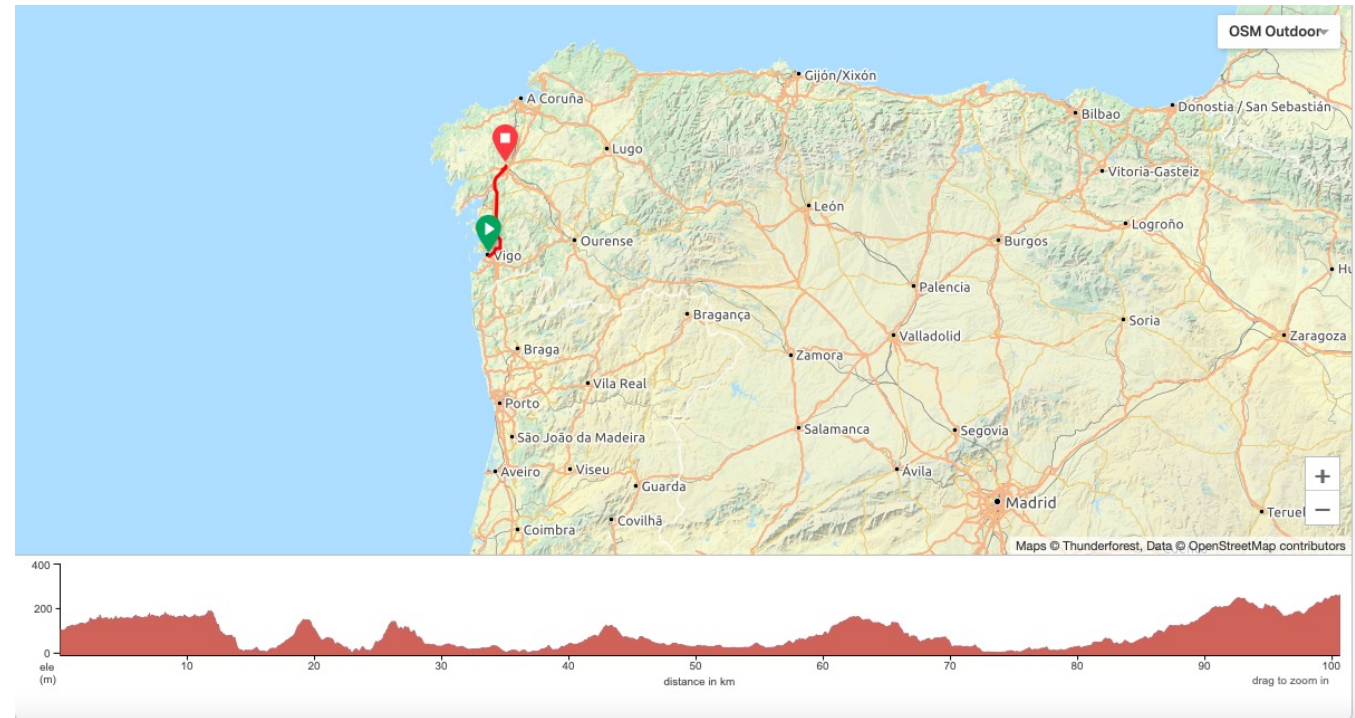 OSM Outdoor
Gijón/Xixón
A Coruña
Donostia / San Sebastián
Bilbao
Lugo
Vitoria-Gasteiz
León
Logroño
Ourense
Burgos
Vigo
Hu
Palencia
Bragança
Soria
Valladolid
Zaragoza
Braga
Zamora
Vila Real
Porto
Salamanca
Segovia
São João da Madeira
Aveiro
Viseu
Ávila
+
Guarda
Madrid
Teruel
−
Covilhã
Coimbra
Maps © Thunderforest, Data © OpenStreetMap contributors
400
200
0
ele
(m)
10 20 30 40 50 60 70 80 90 100
distance in km
drag to zoom in